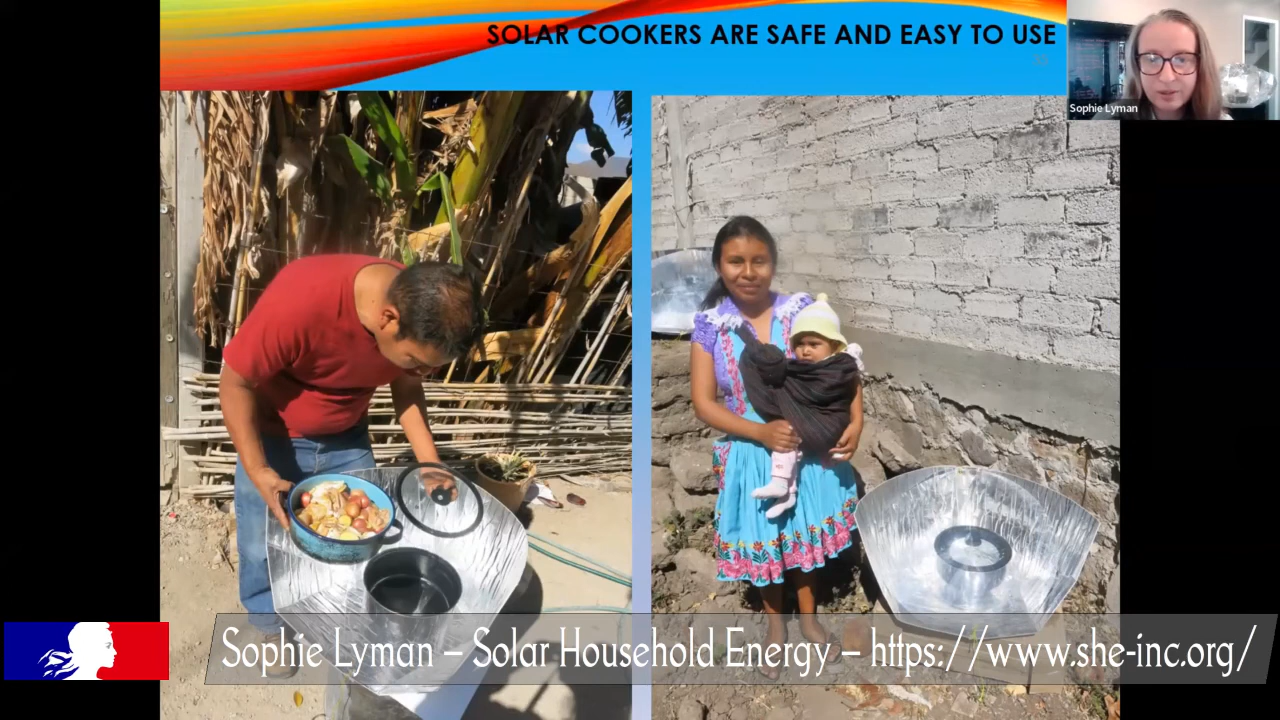 SOLAR COOKERS ARE SAFE AND EASY TO USE
Sophie Lyman
Sophie Lyman – Solar Household Energy – https://www.she-inc.org/